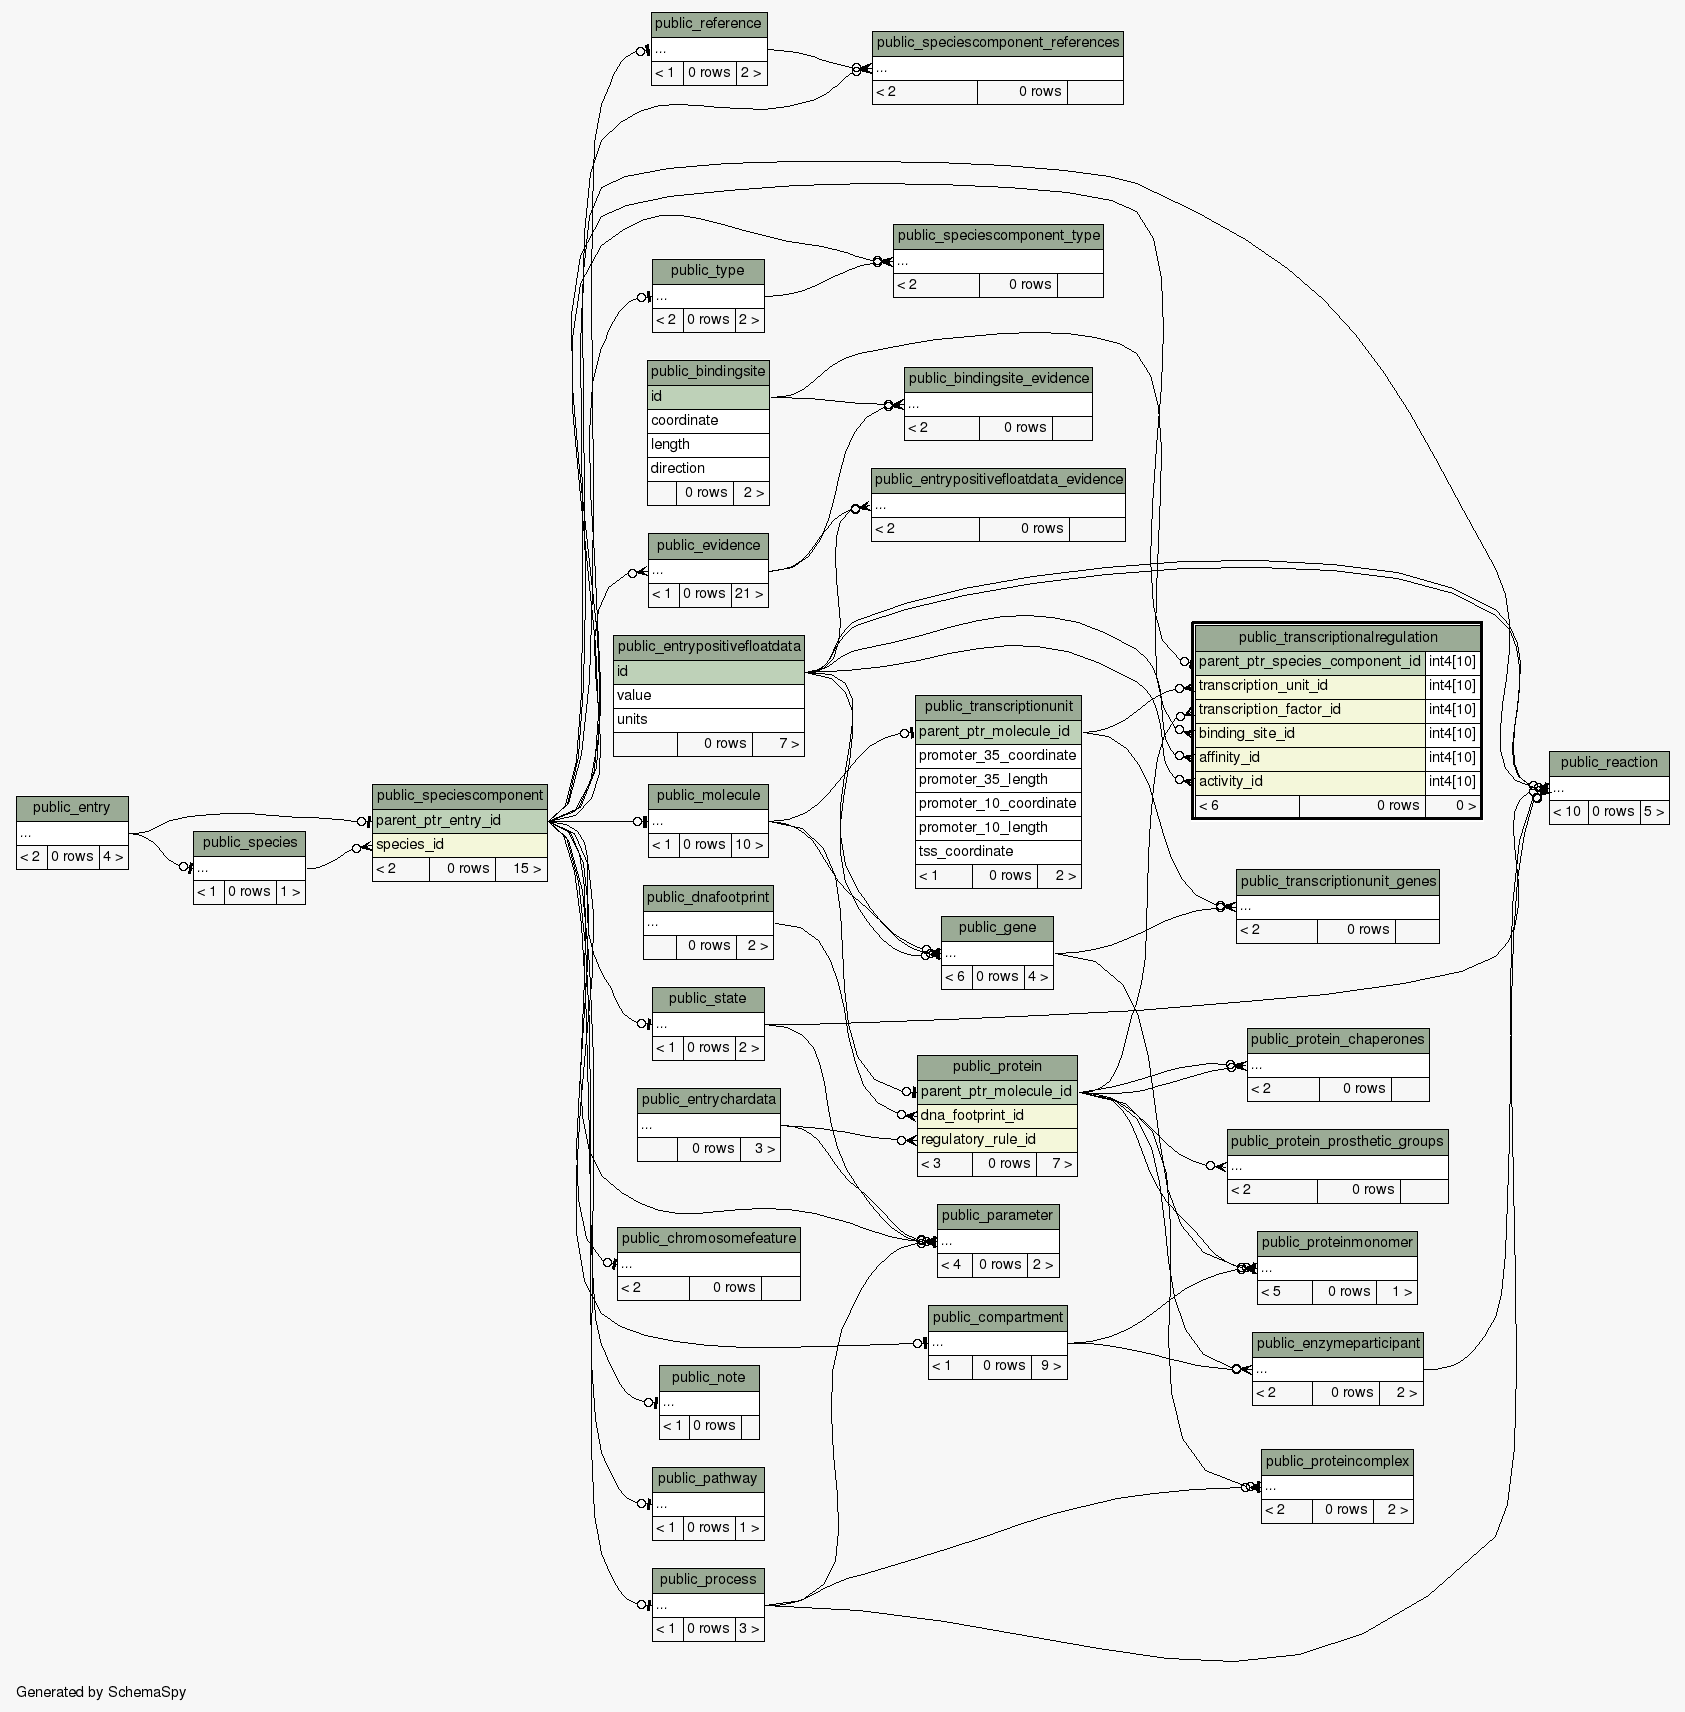 public_reference
...
< 1 0 rows 2 >
public_speciescomponent_references
...
< 2 0 rows
public_speciescomponent_type
...
< 2 0 rows
public_type
...
< 2 0 rows 2 >
public_bindingsite
id
coordinate
length
direction
0 rows 2 >
public_bindingsite_evidence
...
< 2 0 rows
public_entrypositivefloatdata_evidence
...
< 2 0 rows
public_evidence
...
< 1 0 rows 21 >
public_entrypositivefloatdata
id
value
units
0 rows 7 >
public_transcriptionalregulation
parent_ptr_species_component_id int4[10]
transcription_unit_id int4[10]
transcription_factor_id int4[10]
binding_site_id int4[10]
affinity_id int4[10]
activity_id int4[10]
< 6 0 rows 0 >
public_transcriptionunit
parent_ptr_molecule_id
promoter_35_coordinate
promoter_35_length
promoter_10_coordinate
promoter_10_length
tss_coordinate
< 1 0 rows 2 >
public_reaction
...
< 10 0 rows 5 >
public_entry
...
< 2 0 rows 4 >
public_species
...
< 1 0 rows 1 >
public_speciescomponent
parent_ptr_entry_id
species_id
< 2 0 rows 15 >
public_molecule
...
< 1 0 rows 10 >
public_dnafootprint
...
0 rows 2 >
public_transcriptionunit_genes
...
< 2 0 rows
public_gene
...
< 6 0 rows 4 >
public_state
...
< 1 0 rows 2 >
public_protein_chaperones
...
< 2 0 rows
public_protein
parent_ptr_molecule_id
dna_footprint_id
regulatory_rule_id
< 3 0 rows 7 >
public_entrychardata
...
0 rows 3 >
public_protein_prosthetic_groups
...
< 2 0 rows
public_parameter
...
< 4 0 rows 2 >
public_chromosomefeature
...
< 2 0 rows
public_proteinmonomer
...
< 5 0 rows 1 >
public_compartment
...
< 1 0 rows 9 >
public_enzymeparticipant
...
< 2 0 rows 2 >
public_note
...
< 1 0 rows
public_proteincomplex
...
< 2 0 rows 2 >
public_pathway
...
< 1 0 rows 1 >
public_process
...
< 1 0 rows 3 >
Generated by SchemaSpy